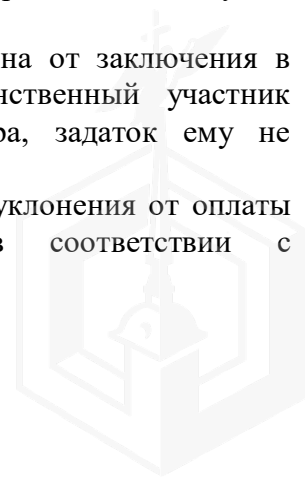 на от заключения в
нственный участник
ра, задаток ему не
уклонения от оплаты
в соответствии с